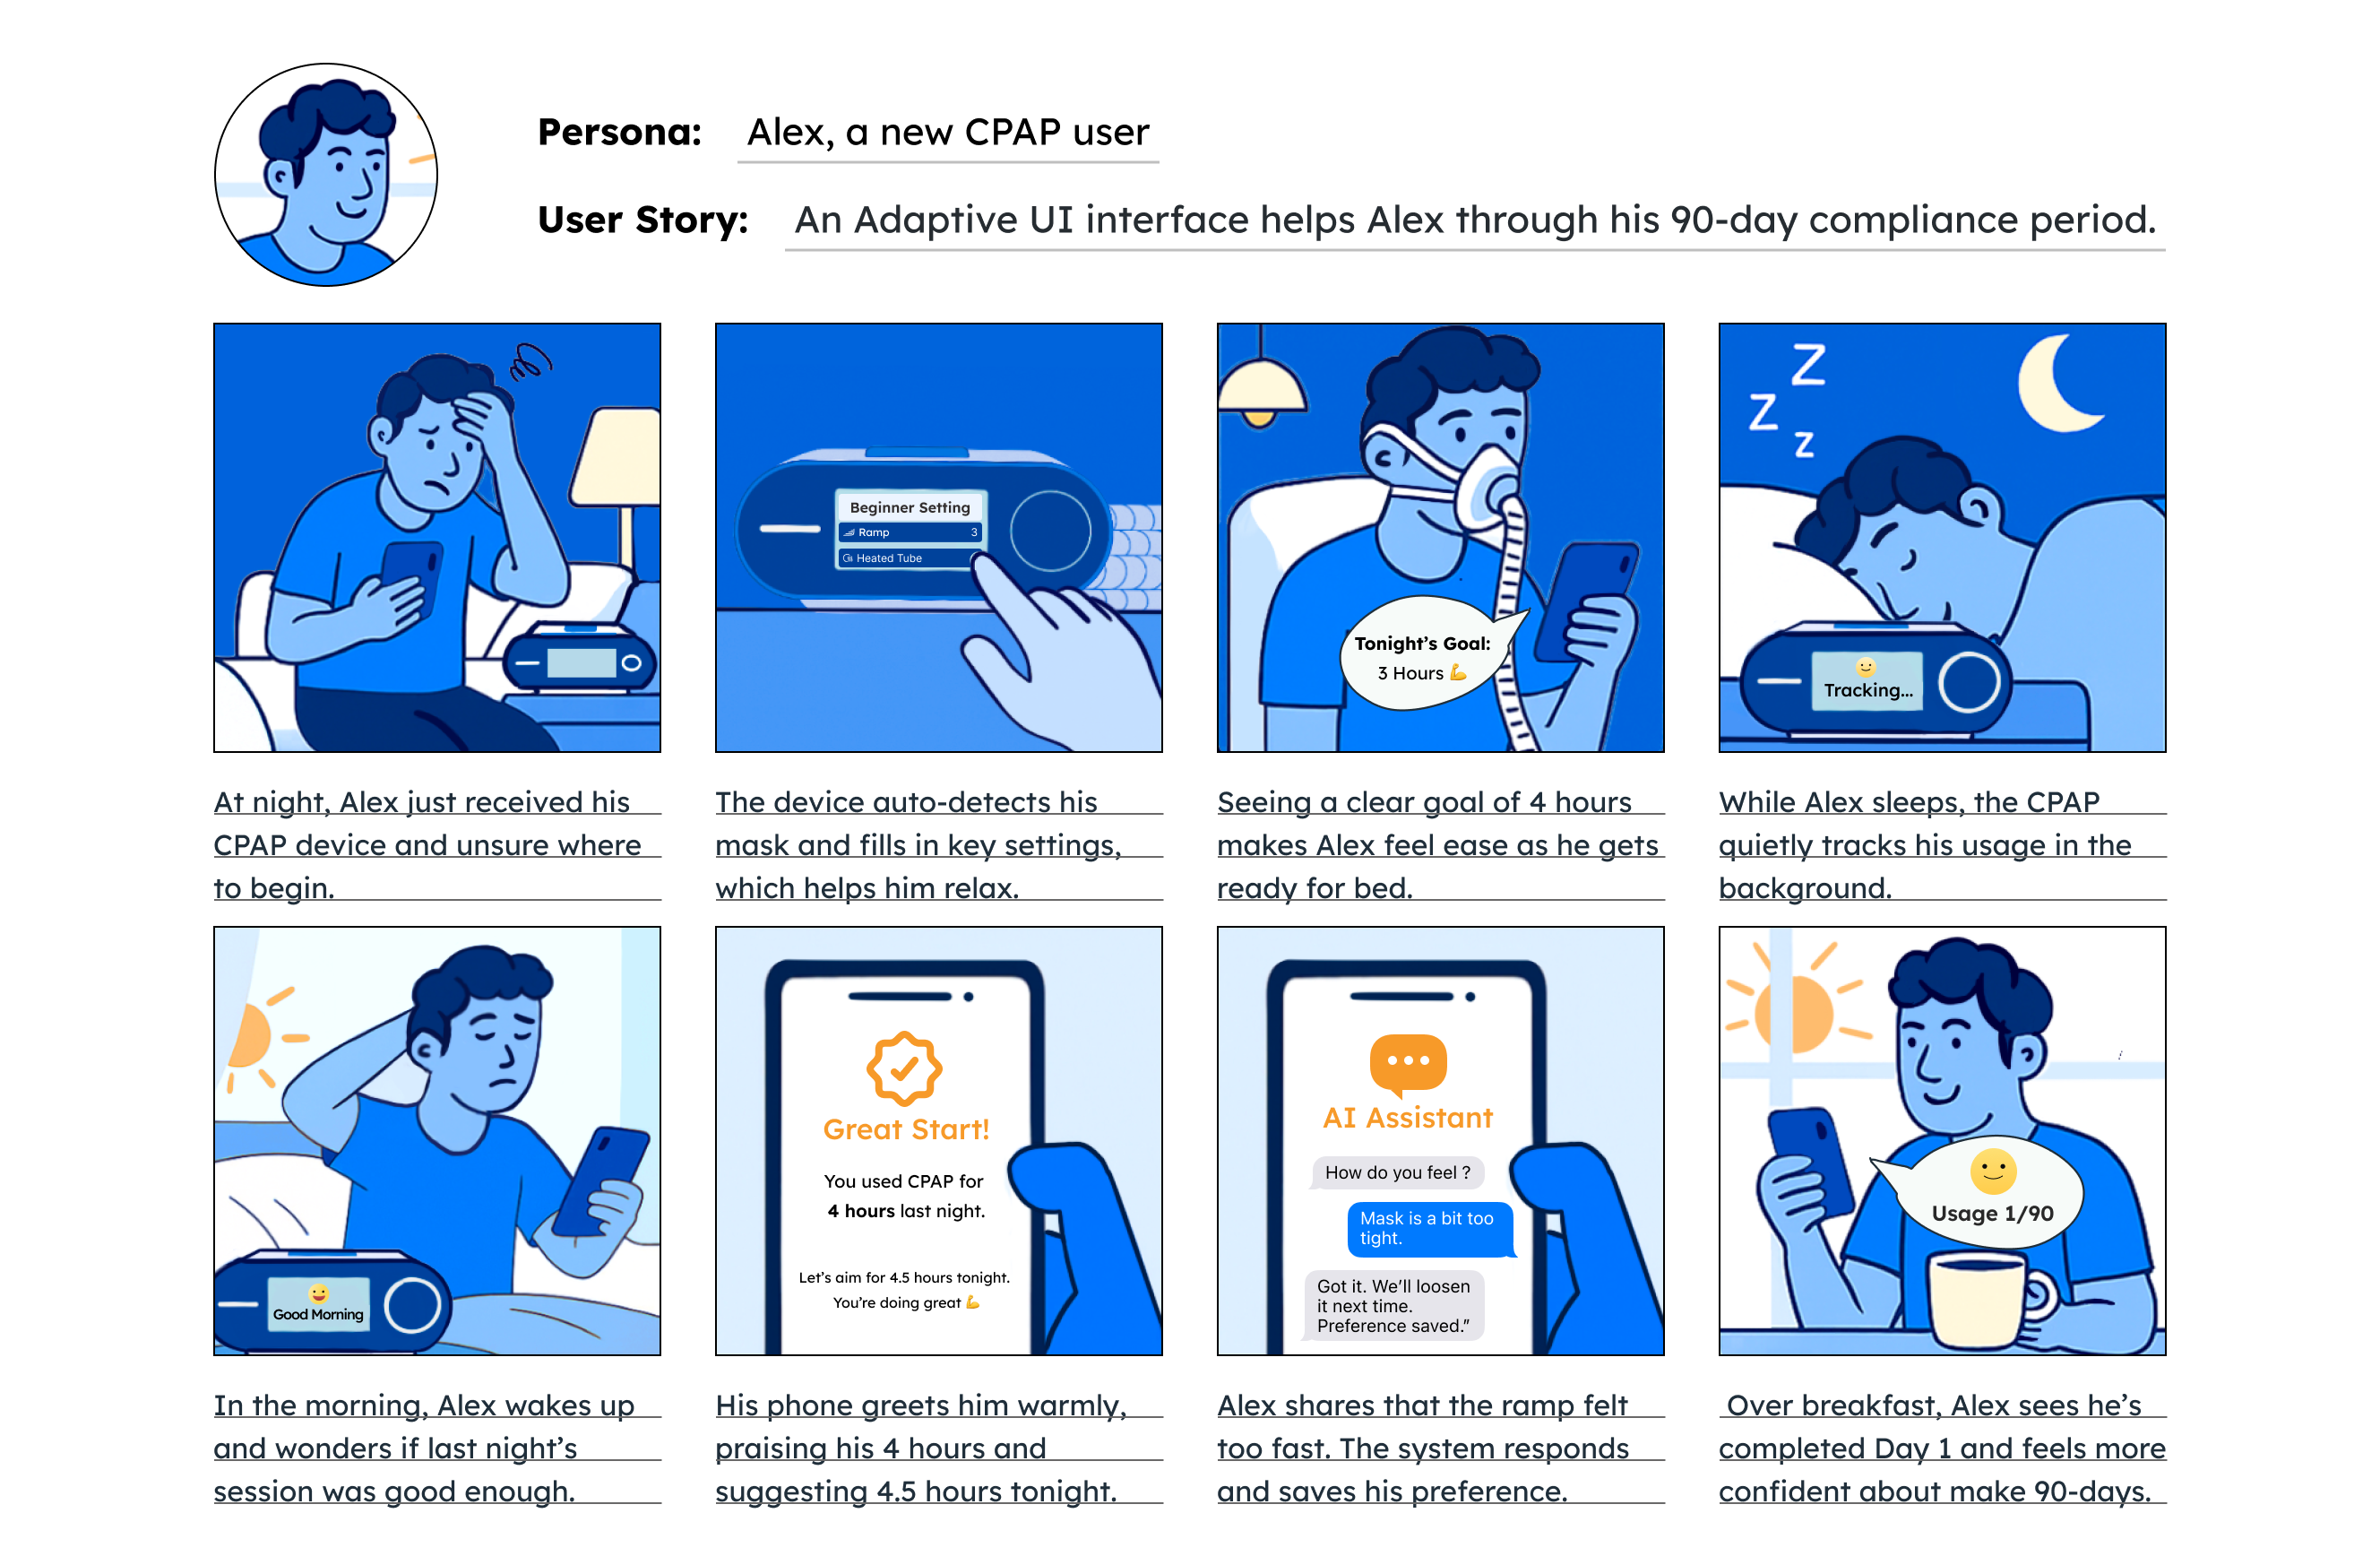 Persona: Alex, a new CPAP user
User Story: An Adaptive UI interface helps Alex through his 90-day compliance period.
Beginner Setting
Ramp 3
Heated Tube
Tonight's Goal:
3 Hours 💪
Z
Z
z
🙂
Tracking...
At night, Alex just received his
CPAP device and unsure where
to begin.
The device auto-detects his
mask and fills in key settings,
which helps him relax.
Seeing a clear goal of 4 hours
makes Alex feel ease as he gets
ready for bed.
While Alex sleeps, the CPAP
quietly tracks his usage in the
background.
😃
Good Morning
Great Start!
You used CPAP for
4 hours last night.
Let's aim for 4.5 hours tonight.
You're doing great 💪
AI Assistant
How do you feel ?
Mask is a bit too
tight.
Got it. We'll loosen
it next time.
Preference saved.”
🙂
Usage 1/90
In the morning, Alex wakes up
and wonders if last night's
session was good enough.
His phone greets him warmly,
praising his 4 hours and
suggesting 4.5 hours tonight.
Alex shares that the ramp felt
too fast. The system responds
and saves his preference.
Over breakfast, Alex sees he's
completed Day 1 and feels more
confident about make 90-days.